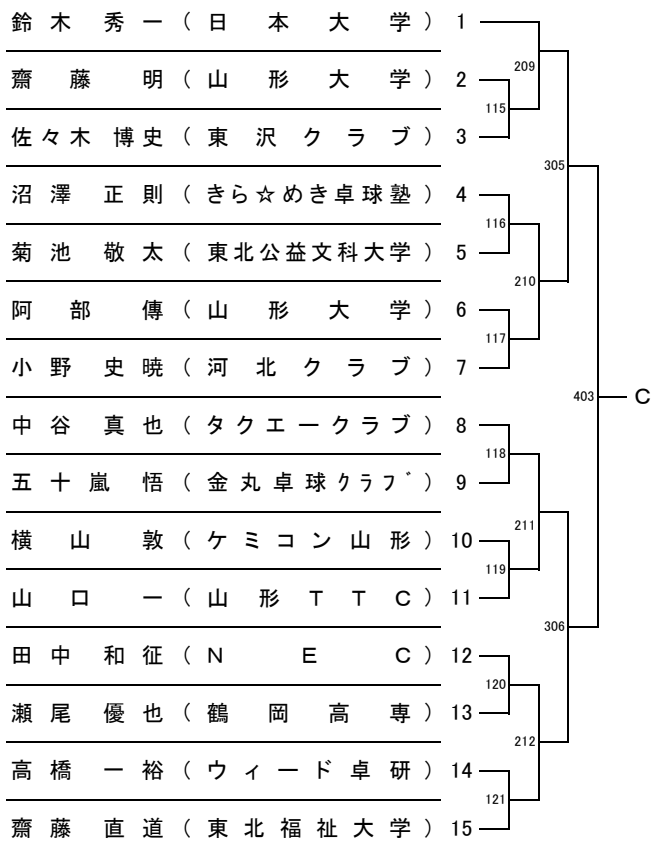 鈴木秀一（日本大学）1
209
齋藤明（山形大学）2
115
佐々木博史（東沢クラブ）3
305
沼澤正則（きら☆めき卓球塾）4
116
菊池敬太（東北公益文科大学）5
210
阿部傳（山形大学）6
117
小野史暁（河北クラブ）7
403 C
中谷真也（タクエークラブ）8
118
五十嵐悟（金丸卓球ｸﾗﾌﾞ）9
211
横山敦（ケミコン山形）10
119
山口一（山形TTC）11
306
田中和征（NEC）12
120
瀬尾優也（鶴岡高専）13
212
高橋一裕（ウィード卓研）14
121
齋藤直道（東北福祉大学）15